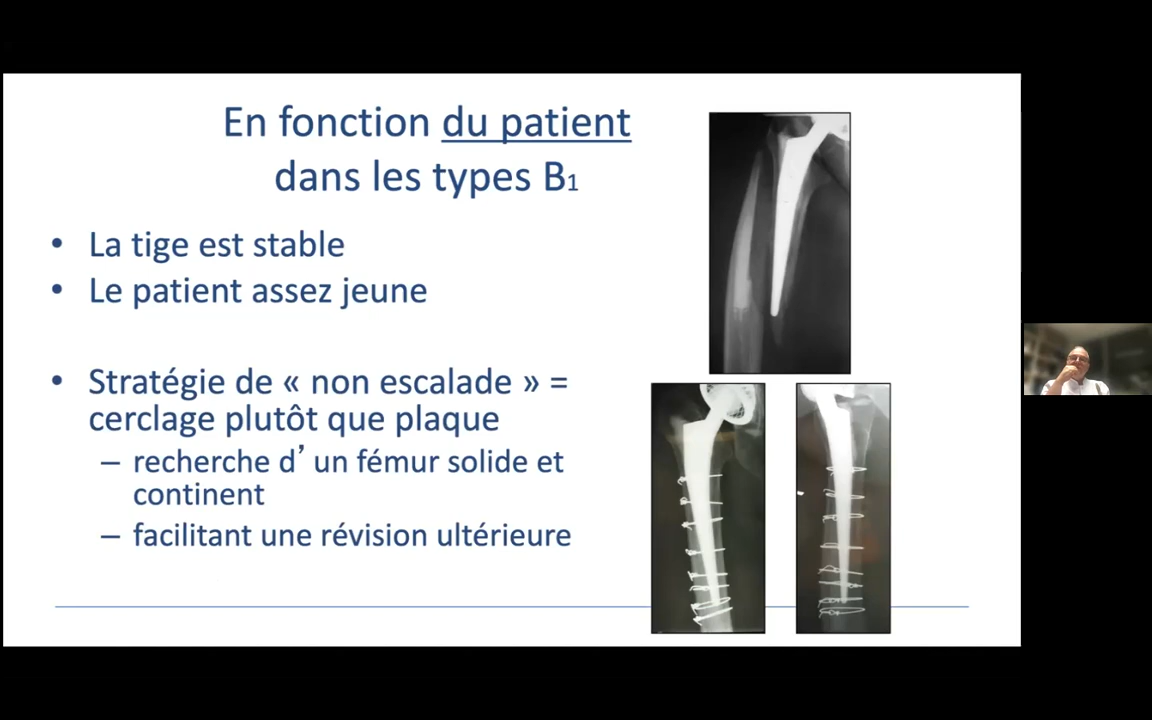 En fonction du patient
dans les types B1
• La tige est stable
• Le patient assez jeune
• Stratégie de « non escalade » =
cerclage plutôt que plaque
– recherche d’ un fémur solide et
continent
– facilitant une révision ultérieure